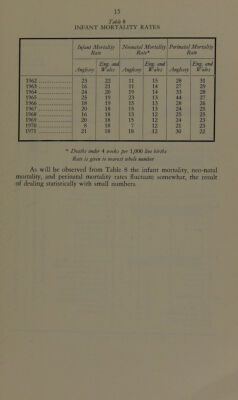 15
Table 8
INFANT MORTALITY RATES
Infant Mortality Rate Neonatal Mortality Rate* Perinatal Mortality Rate
Anglesey Eng. and Wales Anglesey Eng. and Wales Anglesey Eng. and Wales
1962 23 22 11 15 28 31
1963 16 21 11 14 27 29
1964 24 20 19 14 33 28
1965 25 19 23 13 44 27
1966 18 19 15 13 28 26
1967 20 18 13 13 24 25
1968 16 18 13 12 25 25
1969 20 18 15 12 24 23
1970 8 18 7 12 21 23
1971 21 18 18 12 30 22
* Deaths under 4 weeks per 1,000 live births
Rate is given to nearest whole number
As will be observed from Table 8 the infant mortality, neo-natal
mortality, and perinatal mortality rates fluctuate somewhat, the result
of dealing statistically with small numbers.